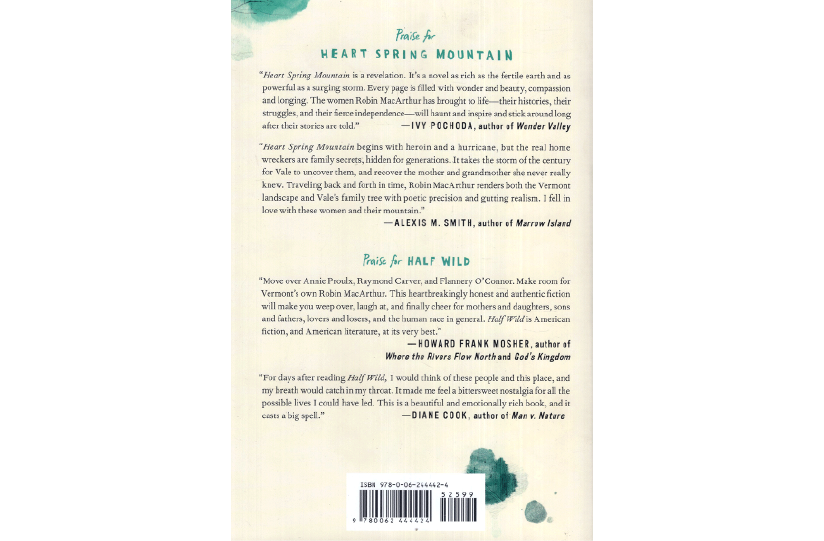 Praise for
HEART SPRING MOUNTAIN
“Heart Spring Mountain is a revelation. It’s a novel as rich as the fertile earth and as
powerful as a surging storm. Every page is filled with wonder and beauty, compassion
and longing. The women Robin MacArthur has brought to life—their histories, their
struggles, and their fierce independence—will haunt and inspire and stick around long
after their stories are told.” —IVY POCHODA, author of Wonder Valley
“Heart Spring Mountain begins with heroin and a hurricane, but the real home
wreckers are family secrets, hidden for generations. It takes the storm of the century
for Vale to uncover them, and recover the mother and grandmother she never really
knew. Traveling back and forth in time, Robin MacArthur renders both the Vermont
landscape and Vale’s family tree with poetic precision and gutting realism. I fell in
love with these women and their mountain.”
—ALEXIS M. SMITH, author of Marrow Island
Praise for HALF WILD
“Move over Annie Proulx, Raymond Carver, and Flannery O’Connor. Make room for
Vermont’s own Robin MacArthur. This heartbreakingly honest and authentic fiction
will make you weep over, laugh at, and finally cheer for mothers and daughters, sons
and fathers, lovers and losers, and the human race in general. Half Wild is American
fiction, and American literature, at its very best.”
—HOWARD FRANK MOSHER, author of
Where the Rivers Flow North and God’s Kingdom
“For days after reading Half Wild, I would think of these people and this place, and
my breath would catch in my throat. It made me feel a bittersweet nostalgia for all the
possible lives I could have led. This is a beautiful and emotionally rich book, and it
casts a big spell.” —DIANE COOK, author of Man v. Nature
ISBN 978-0-06-244442-4
52599
9 780062 444424